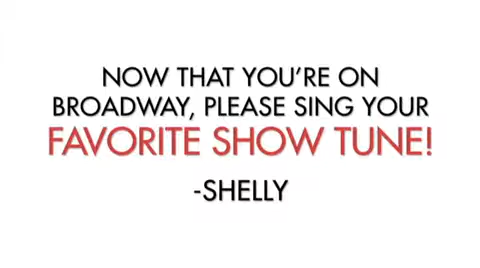 NOW THAT YOU'RE ON
BROADWAY, PLEASE SING YOUR
FAVORITE SHOW TUNE!
-SHELLY